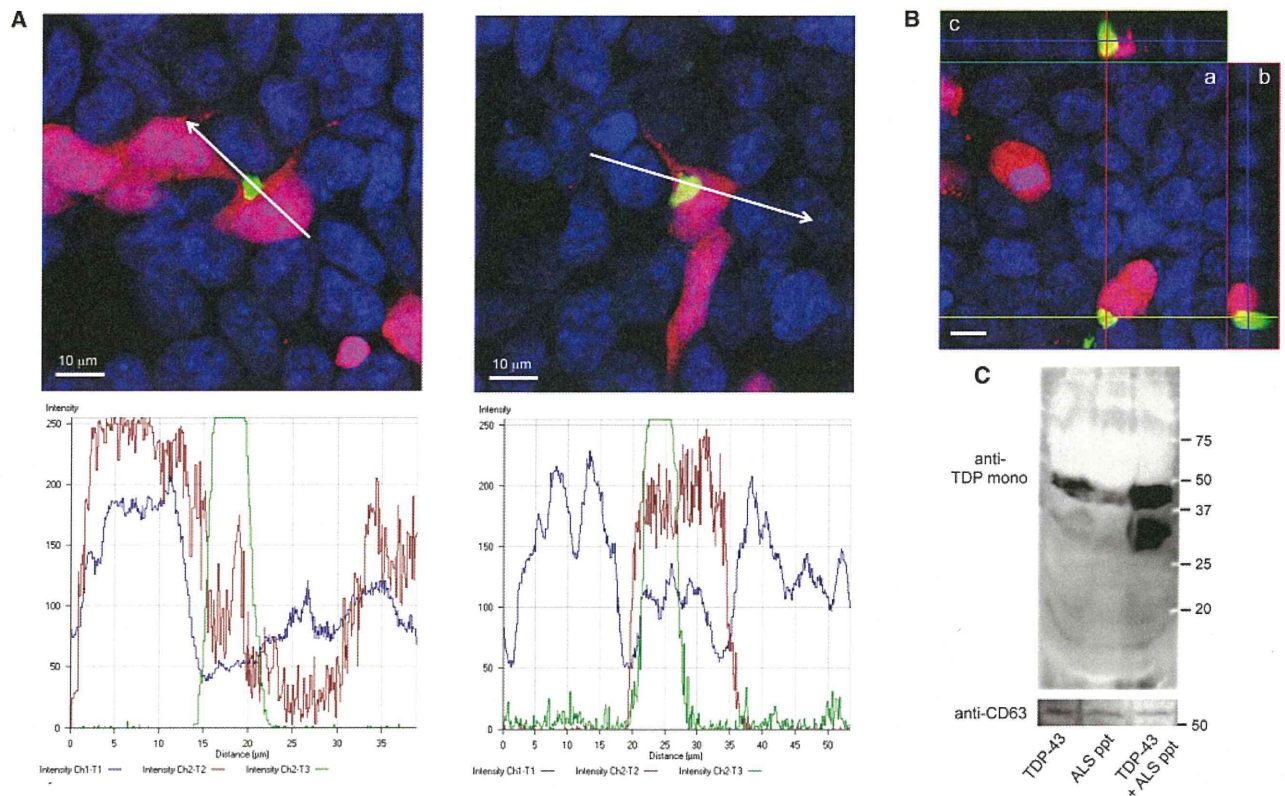 A
10 μm
10 μm
B
c
a
b
C
anti-
TDP mono
75
50
37
25
20
anti-CD63
50
TDP-43
ALS ppt
TDP-43
+ ALS ppt
Intensity
250
200
150
100
50
0
0 5 10 15 20 25 30 35
Distance [μm]
Intensity Ch1-T1 Intensity Ch2-T2 Intensity Ch2-T3
Intensity
250
200
150
100
50
0
0 5 10 15 20 25 30 35 40 45 50
Distance [μm]
Intensity Ch1-T1 Intensity Ch2-T2 Intensity Ch2-T3